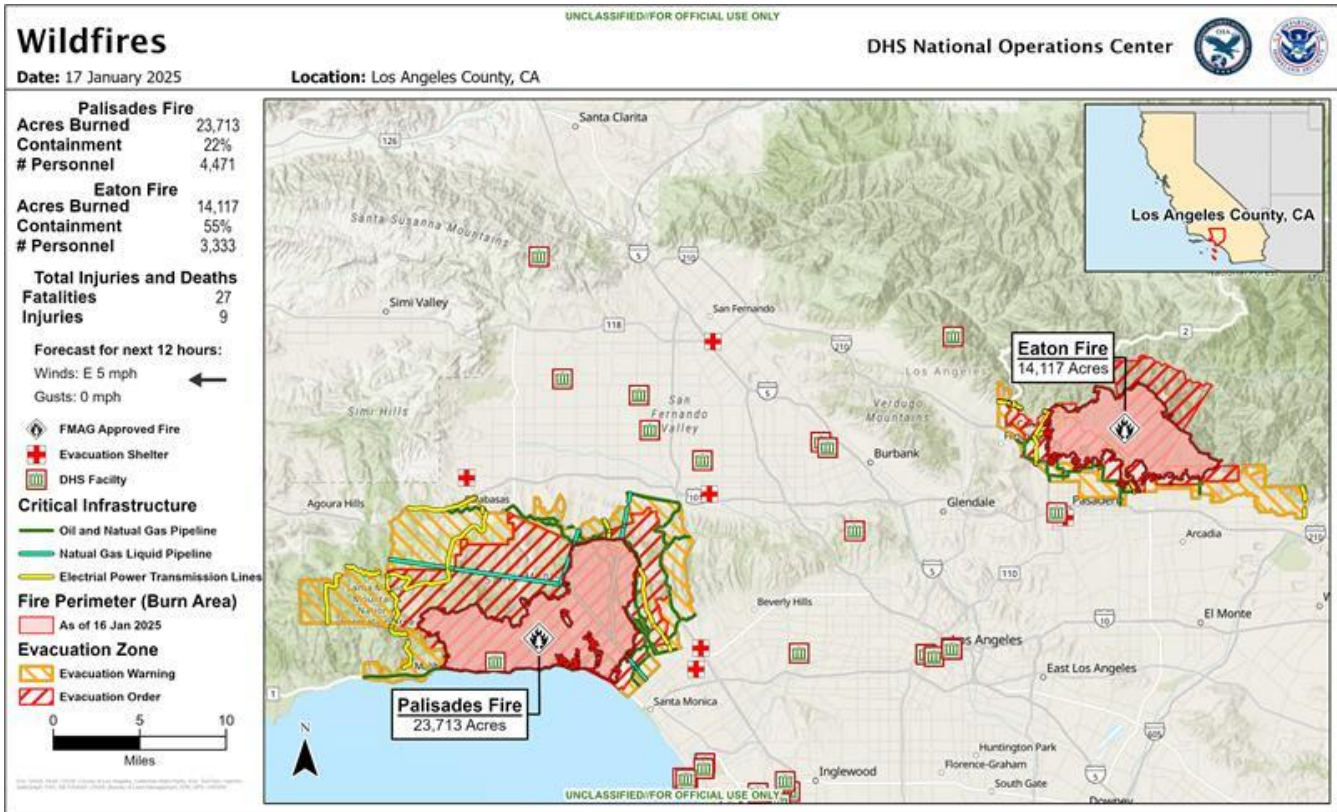 UNCLASSIFIED//FOR OFFICIAL USE ONLY
Wildfires
DHS National Operations Center
Date: 17 January 2025
Location: Los Angeles County, CA
Palisades Fire
Acres Burned 23,713
Containment 22%
# Personnel 4,471
Eaton Fire
Acres Burned 14,117
Containment 55%
# Personnel 3,333
Total Injuries and Deaths
Fatalities 27
Injuries 9
Forecast for next 12 hours:
Winds: E 5 mph
Gusts: 0 mph
FMAG Approved Fire
Evacuation Shelter
DHS Facilty
Critical Infrastructure
Oil and Natual Gas Pipeline
Natual Gas Liquid Pipeline
Electrial Power Transmission Lines
Fire Perimeter (Burn Area)
As of 16 Jan 2025
Evacuation Zone
Evacuation Warning
Evacuation Order
0 5 10
Miles
Santa Clarita
126
Los Angeles County, CA
Santa Susanna Mountains
5
210
Simi Valley
San Fernando
118
210
2
Eaton Fire
14,117 Acres
Los Angeles
5
Simi Hills
San
Fernando
Valley
Verdugo
Mountains
Burbank
Agoura Hills
101
Glendale
Arcadia
210
5
110
Beverly Hills
El Monte
10
Los Angeles
East Los Angeles
1
Palisades Fire
23,713 Acres
Santa Monica
N
605
Huntington Park
Inglewood
Florence-Graham
5
South Gate
Downey
UNCLASSIFIED//FOR OFFICIAL USE ONLY